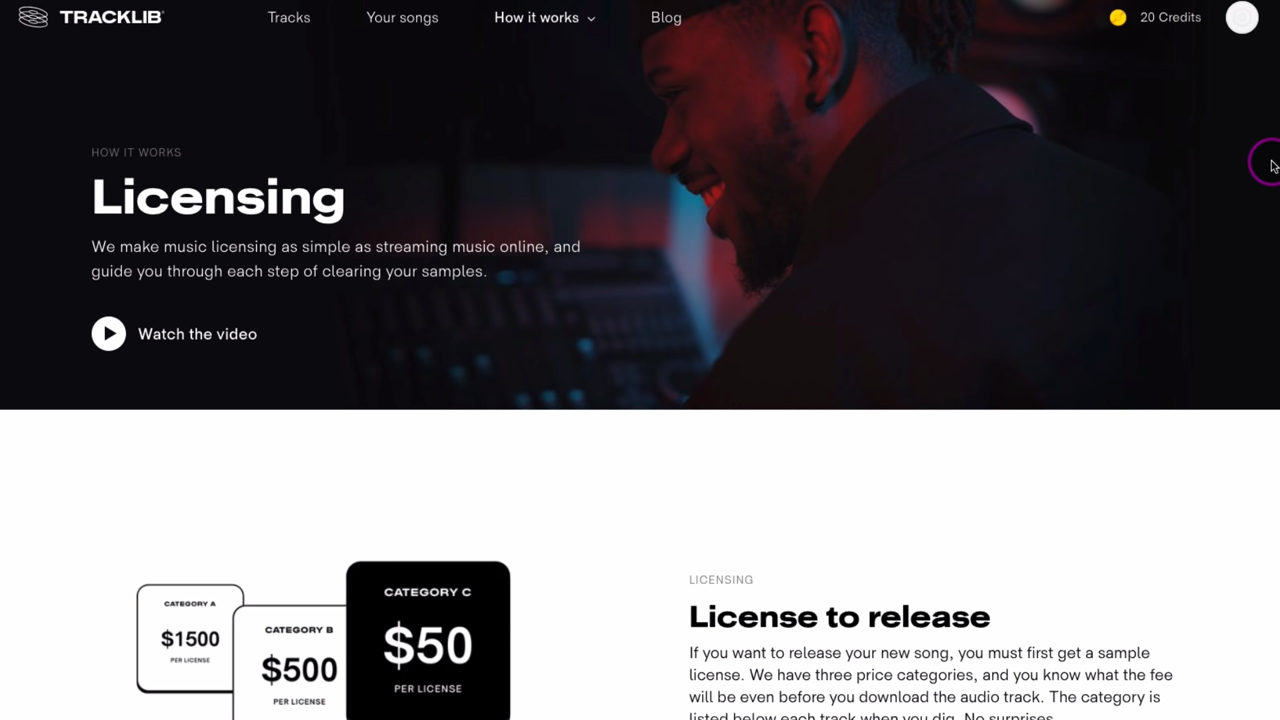 TRACKLIB
Tracks
Your songs
How it works
Blog
20 Credits
HOW IT WORKS
Licensing
We make music licensing as simple as streaming music online, and
guide you through each step of clearing your samples.
Watch the video
CATEGORY A
$1500
PER LICENSE
CATEGORY B
$500
PER LICENSE
CATEGORY C
$50
PER LICENSE
LICENSING
License to release
If you want to release your new song, you must first get a sample
license. We have three price categories, and you know what the fee
will be even before you download the audio track. The category is
listed below each track when you dig. No surprises.